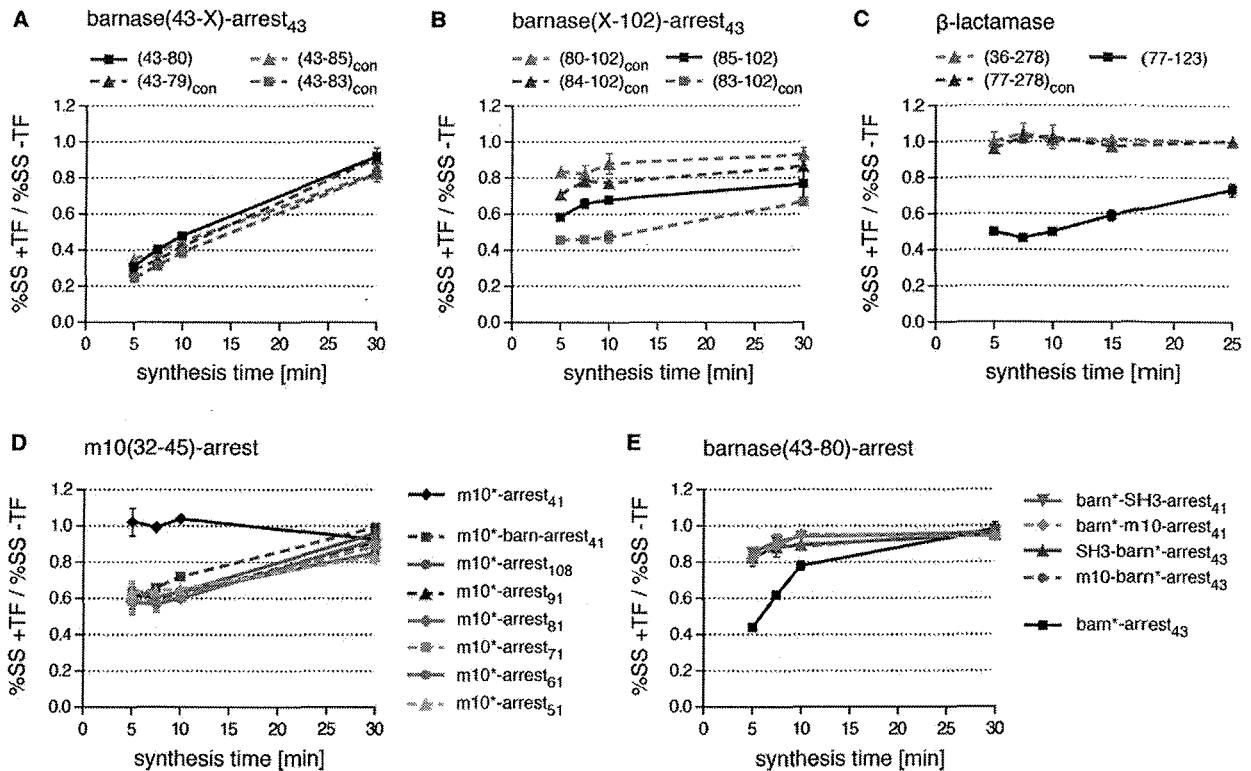 A barnase(43-X)-arrest43
(43-80) (43-85)con
(43-79)con (43-83)con
%SS +TF / %SS -TF
1.2
1.0
0.8
0.6
0.4
0.2
0.0
0 5 10 15 20 25 30
synthesis time [min]
B barnase(X-102)-arrest43
(80-102)con (85-102)
(84-102)con (83-102)con
%SS +TF / %SS -TF
1.2
1.0
0.8
0.6
0.4
0.2
0.0
0 5 10 15 20 25 30
synthesis time [min]
C β-lactamase
(36-278) (77-123)
(77-278)con
%SS +TF / %SS -TF
1.2
1.0
0.8
0.6
0.4
0.2
0.0
0 5 10 15 20 25
synthesis time [min]
D m10(32-45)-arrest
%SS +TF / %SS -TF
1.2
1.0
0.8
0.6
0.4
0.2
0.0
0 5 10 15 20 25 30
synthesis time [min]
m10*-arrest41
m10*-barn-arrest41
m10*-arrest108
m10*-arrest91
m10*-arrest81
m10*-arrest71
m10*-arrest61
m10*-arrest51
E barnase(43-80)-arrest
%SS +TF / %SS -TF
1.2
1.0
0.8
0.6
0.4
0.2
0.0
0 5 10 15 20 25 30
synthesis time [min]
barn*-SH3-arrest41
barn*-m10-arrest41
SH3-barn*-arrest43
m10-barn*-arrest43
barn*-arrest43